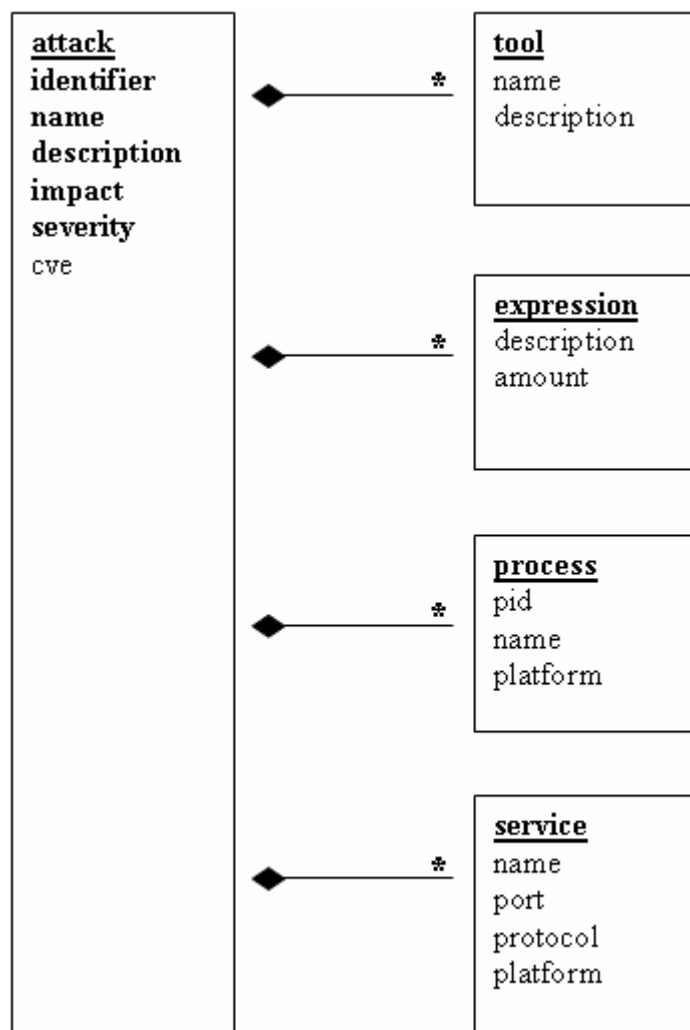 attack
identifier
name
description
impact
severity
cve
*
tool
name
description
*
expression
description
amount
*
process
pid
name
platform
*
service
name
port
protocol
platform